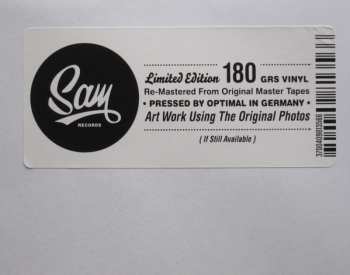 Sam
RECORDS
Limited Edition 180 GRS VINYL
Re-Mastered From Original Master Tapes
• PRESSED BY OPTIMAL IN GERMANY •
Art Work Using The Original Photos
( If Still Available )